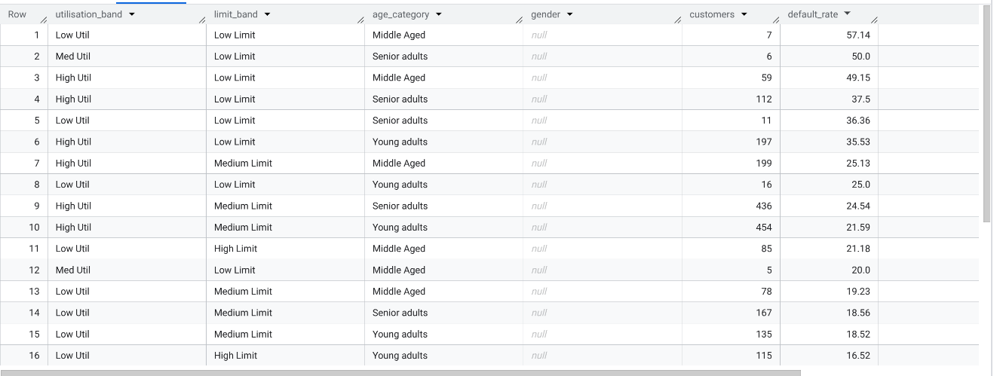 Row utilisation_band limit_band age_category gender customers default_rate
1 Low Util Low Limit Middle Aged null 7 57.14
2 Med Util Low Limit Senior adults null 6 50.0
3 High Util Low Limit Middle Aged null 59 49.15
4 High Util Low Limit Senior adults null 112 37.5
5 Low Util Low Limit Senior adults null 11 36.36
6 High Util Low Limit Young adults null 197 35.53
7 High Util Medium Limit Middle Aged null 199 25.13
8 Low Util Low Limit Young adults null 16 25.0
9 High Util Medium Limit Senior adults null 436 24.54
10 High Util Medium Limit Young adults null 454 21.59
11 Low Util High Limit Middle Aged null 85 21.18
12 Med Util Low Limit Middle Aged null 5 20.0
13 Low Util Medium Limit Middle Aged null 78 19.23
14 Low Util Medium Limit Senior adults null 167 18.56
15 Low Util Medium Limit Young adults null 135 18.52
16 Low Util High Limit Young adults null 115 16.52